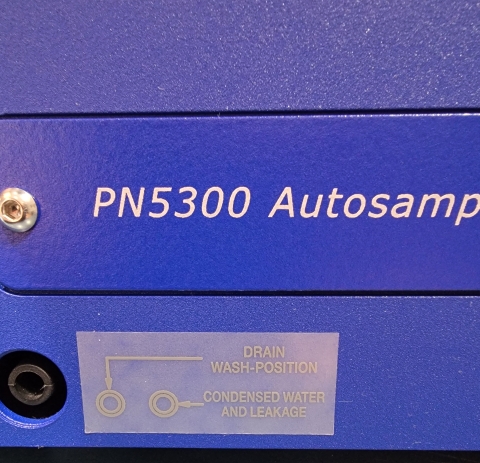 PN5300 Autosamp
DRAIN
WASH-POSITION
CONDENSED WATER
AND LEAKAGE